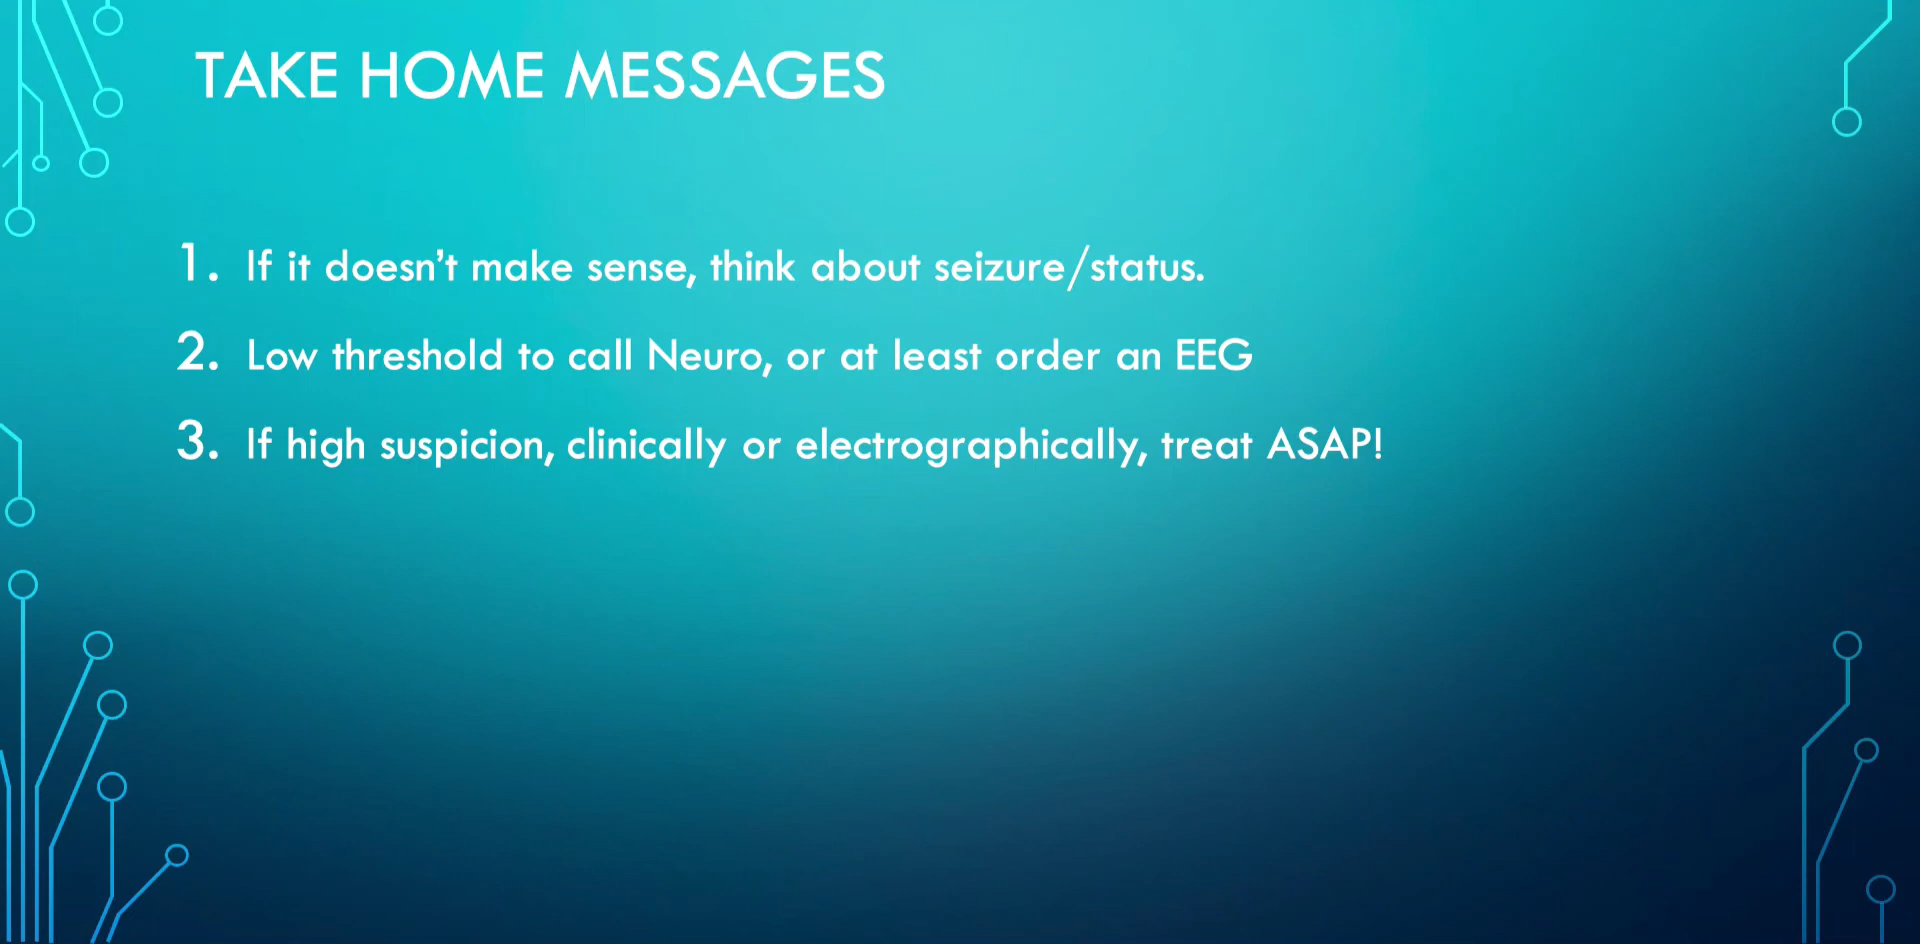 TAKE HOME MESSAGES
1. If it doesn’t make sense, think about seizure/status.
2. Low threshold to call Neuro, or at least order an EEG
3. If high suspicion, clinically or electrographically, treat ASAP!